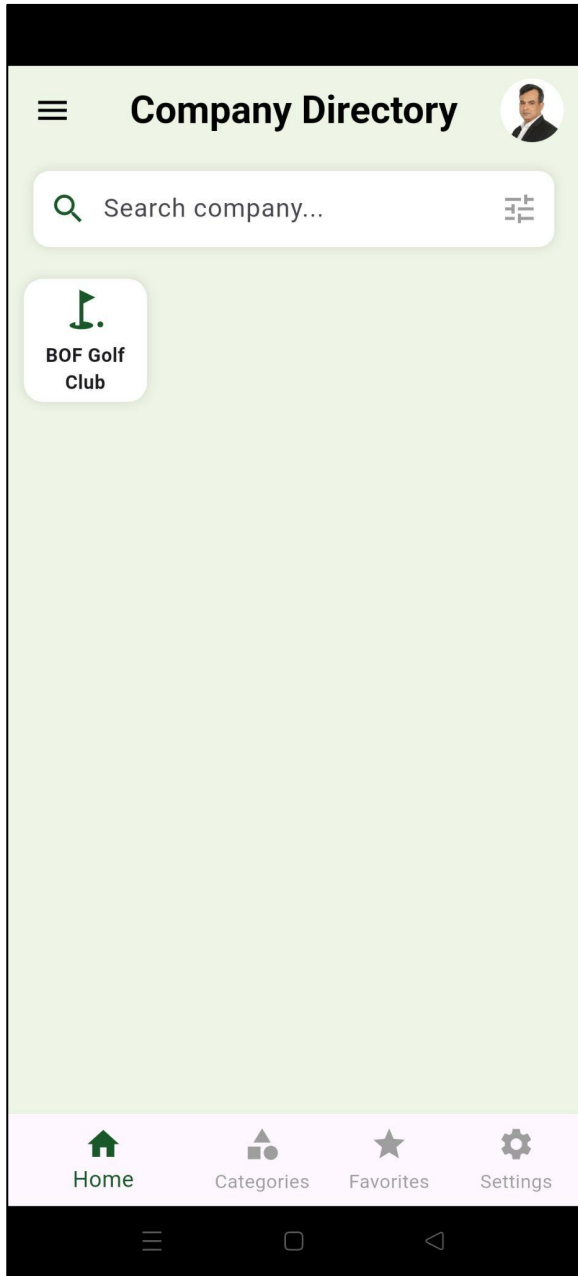 Company Directory
Search company...
BOF Golf
Club
Home
Categories
Favorites
Settings